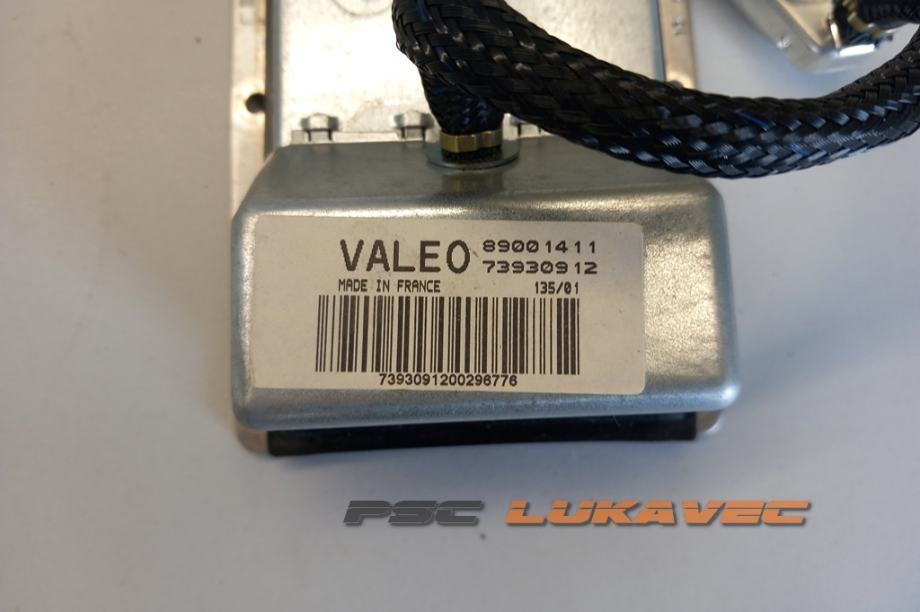 VALEO 89001411
73930912
MADE IN FRANCE 135/01
7393091200296776
PSC LUKAVEC